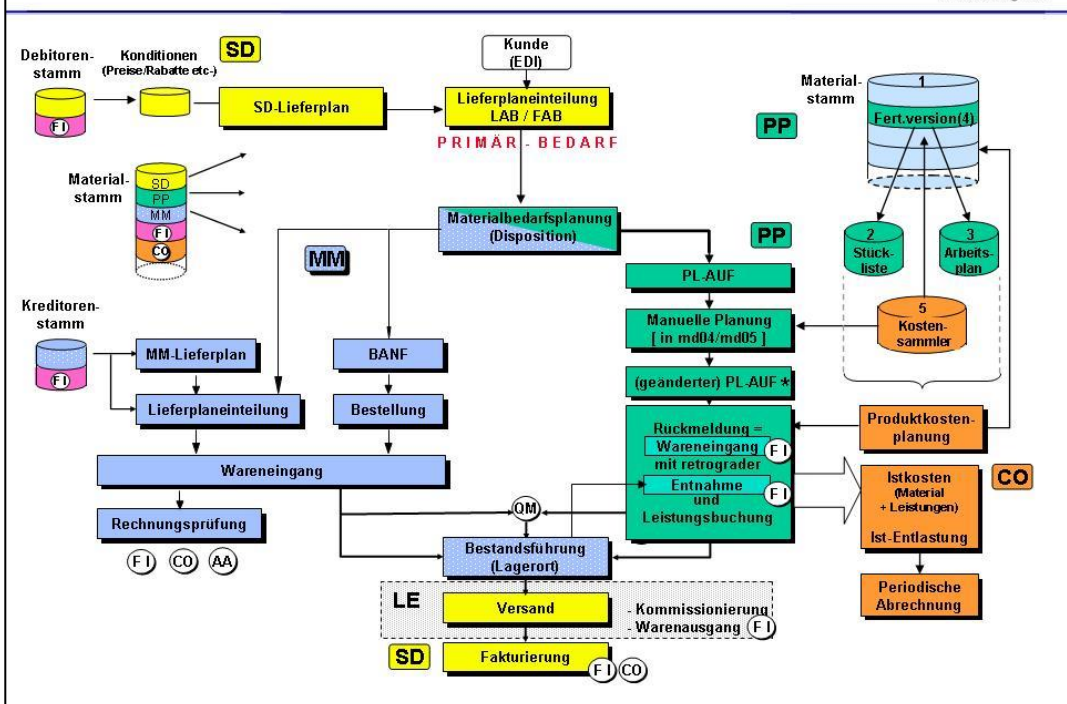 Debitoren-
stamm
FI
Konditionen
(Preise/Rabatte etc-)
SD
SD-Lieferplan
Kunde
(EDI)
Lieferplaneinteilung
LAB / FAB
PRIMÄR - BEDARF
Material-
stamm
1
Fert.version(4)
PP
2
Stück-
liste
3
Arbeits-
plan
5
Kosten-
sammler
Material-
stamm
SD
PP
MM
FI
CO
Materialbedarfsplanung
(Disposition)
MM
PP
PL-AUF
Manuelle Planung
[ in md04/md05 ]
(geänderter) PL-AUF *
Kreditoren-
stamm
FI
MM-Lieferplan
BANF
Lieferplaneinteilung
Bestellung
Wareneingang
Rechnungsprüfung
FI CO AA
Rückmeldung =
Wareneingang FI
mit retrograder
Entnahme FI
und
Leistungsbuchung
Produktkosten-
planung
CO
Istkosten
(Material
+ Leistungen)
Ist-Entlastung
Periodische
Abrechnung
QM
Bestandsführung
(Lagerort)
LE
Versand
- Kommissionierung
- Warenausgang FI
SD
Fakturierung
FI CO